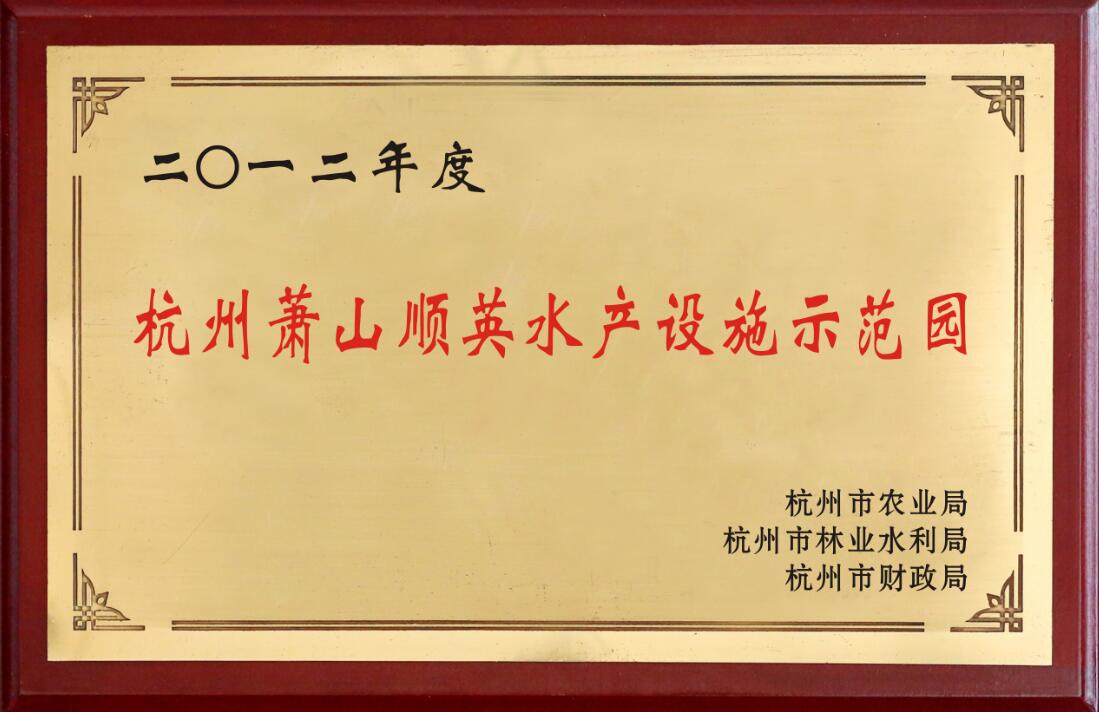 二〇一二年度
杭州萧山顺英水产设施示范园
杭州市农业局
杭州市林业水利局
杭州市财政局